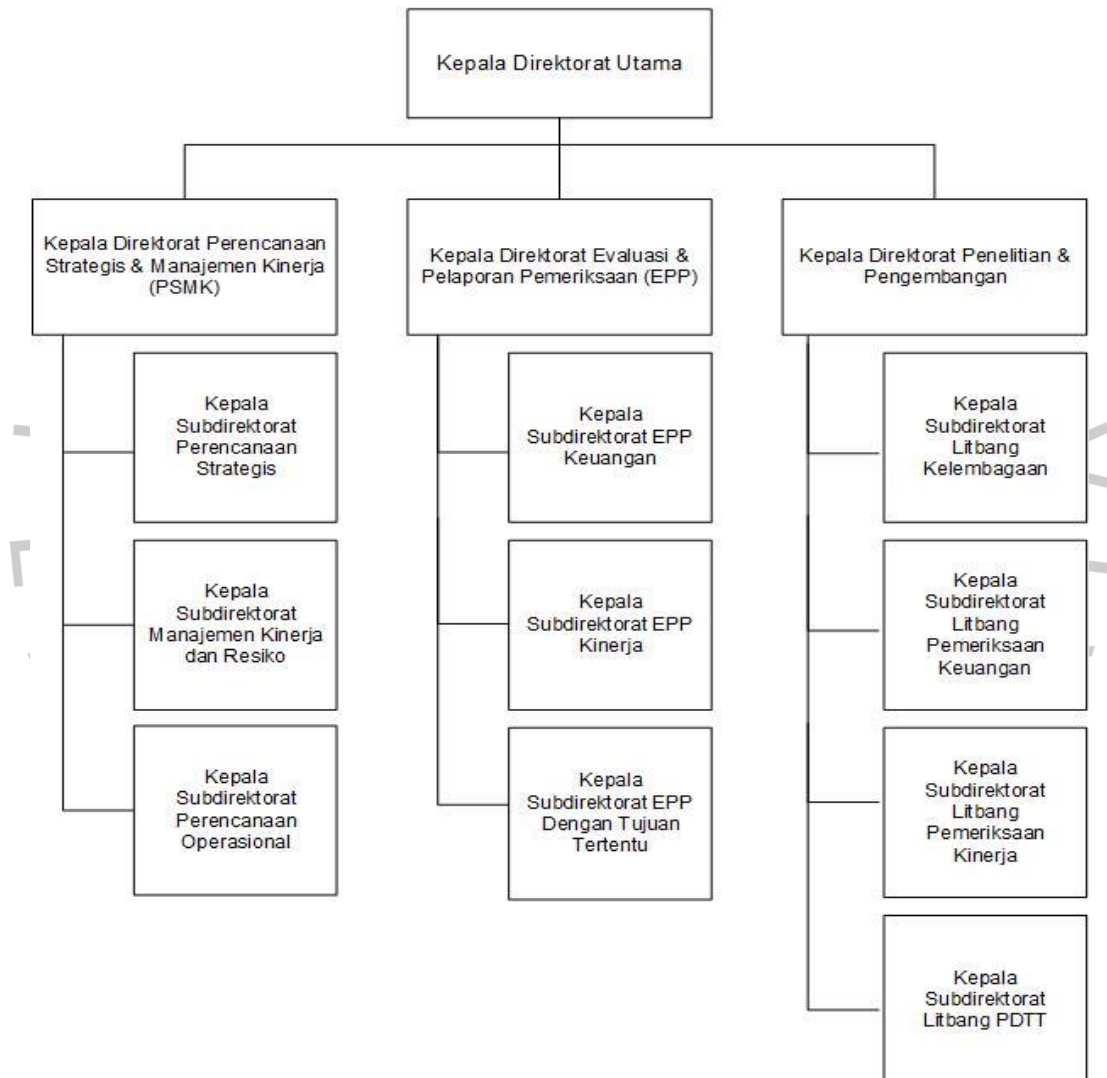 Kepala Direktorat Utama
Kepala Direktorat Perencanaan
Strategis & Manajemen Kinerja
(PSMK)
Kepala Subdirektorat
Perencanaan
Strategis
Kepala
Subdirektorat
Manajemen Kinerja
dan Resiko
Kepala
Subdirektorat
Perencanaan
Operasional
Kepala Direktorat Evaluasi &
Pelaporan Pemeriksaan (EPP)
Kepala
Subdirektorat EPP
Keuangan
Kepala
Subdirektorat EPP
Kinerja
Kepala
Subdirektorat EPP
Dengan Tujuan
Tertentu
Kepala Direktorat Penelitian &
Pengembangan
Kepala
Subdirektorat
Litbang
Kelembagaan
Kepala
Subdirektorat
Litbang
Pemeriksaan
Keuangan
Kepala
Subdirektorat
Litbang
Pemeriksaan
Kinerja
Kepala
Subdirektorat
Litbang PDTT